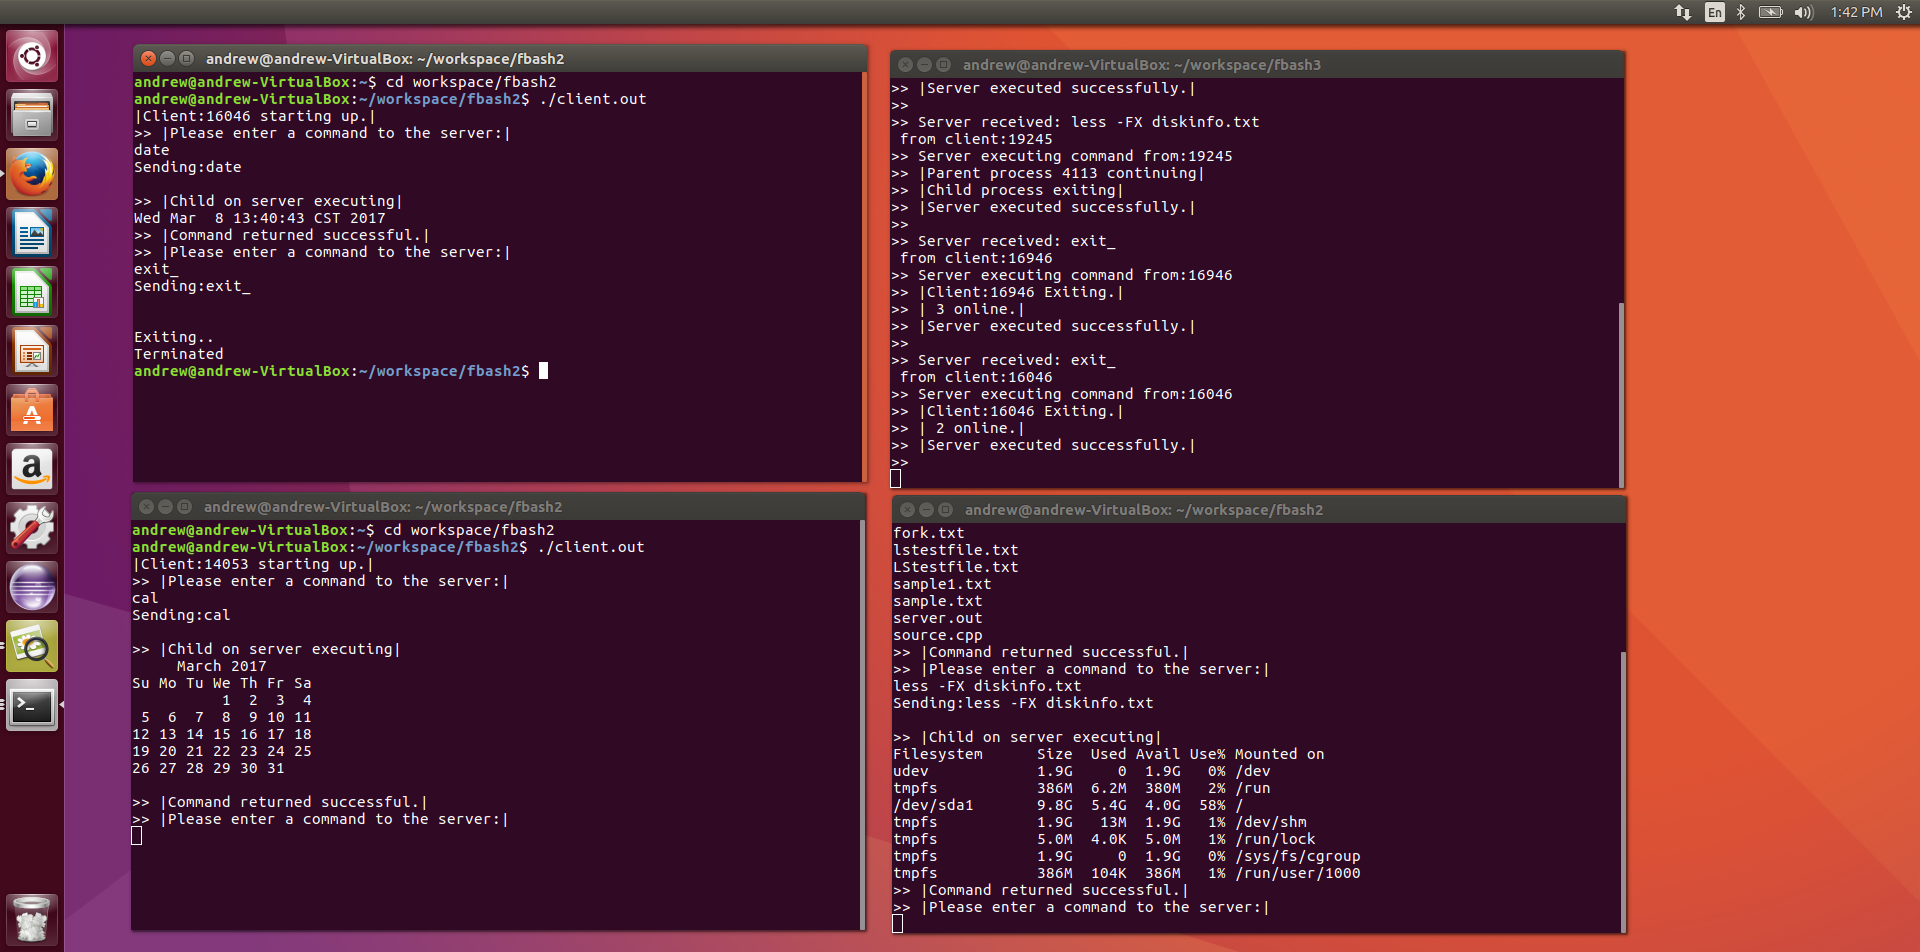 En
1:42 PM
andrew@andrew-VirtualBox: ~/workspace/fbash2
andrew@andrew-VirtualBox:~$ cd workspace/fbash2
andrew@andrew-VirtualBox:~/workspace/fbash2$ ./client.out
|Client:16046 starting up.|
>> |Please enter a command to the server:|
date
Sending:date
>> |Child on server executing|
Wed Mar  8 13:40:43 CST 2017
>> |Command returned successful.|
>> |Please enter a command to the server:|
exit_
Sending:exit_
Exiting..
Terminated
andrew@andrew-VirtualBox:~/workspace/fbash2$
andrew@andrew-VirtualBox: ~/workspace/fbash3
>> |Server executed successfully.|
>>
>> Server received: less -FX diskinfo.txt
 from client:19245
>> Server executing command from:19245
>> |Parent process 4113 continuing|
>> |Child process exiting|
>> |Server executed successfully.|
>>
>> Server received: exit_
 from client:16946
>> Server executing command from:16946
>> |Client:16946 Exiting.|
>> | 3 online.|
>> |Server executed successfully.|
>>
>> Server received: exit_
 from client:16046
>> Server executing command from:16046
>> |Client:16046 Exiting.|
>> | 2 online.|
>> |Server executed successfully.|
>>
andrew@andrew-VirtualBox: ~/workspace/fbash2
andrew@andrew-VirtualBox:~$ cd workspace/fbash2
andrew@andrew-VirtualBox:~/workspace/fbash2$ ./client.out
|Client:14053 starting up.|
>> |Please enter a command to the server:|
cal
Sending:cal
>> |Child on server executing|
     March 2017
Su Mo Tu We Th Fr Sa
          1  2  3  4
 5  6  7  8  9 10 11
12 13 14 15 16 17 18
19 20 21 22 23 24 25
26 27 28 29 30 31
>> |Command returned successful.|
>> |Please enter a command to the server:|
andrew@andrew-VirtualBox: ~/workspace/fbash2
fork.txt
lstestfile.txt
LStestfile.txt
sample1.txt
sample.txt
server.out
source.cpp
>> |Command returned successful.|
>> |Please enter a command to the server:|
less -FX diskinfo.txt
Sending:less -FX diskinfo.txt
>> |Child on server executing|
Filesystem      Size  Used Avail Use% Mounted on
udev            1.9G     0  1.9G   0% /dev
tmpfs           386M  6.2M  380M   2% /run
/dev/sda1       9.8G  5.4G  4.0G  58% /
tmpfs           1.9G   13M  1.9G   1% /dev/shm
tmpfs           5.0M  4.0K  5.0M   1% /run/lock
tmpfs           1.9G     0  1.9G   0% /sys/fs/cgroup
tmpfs           386M  104K  386M   1% /run/user/1000
>> |Command returned successful.|
>> |Please enter a command to the server:|